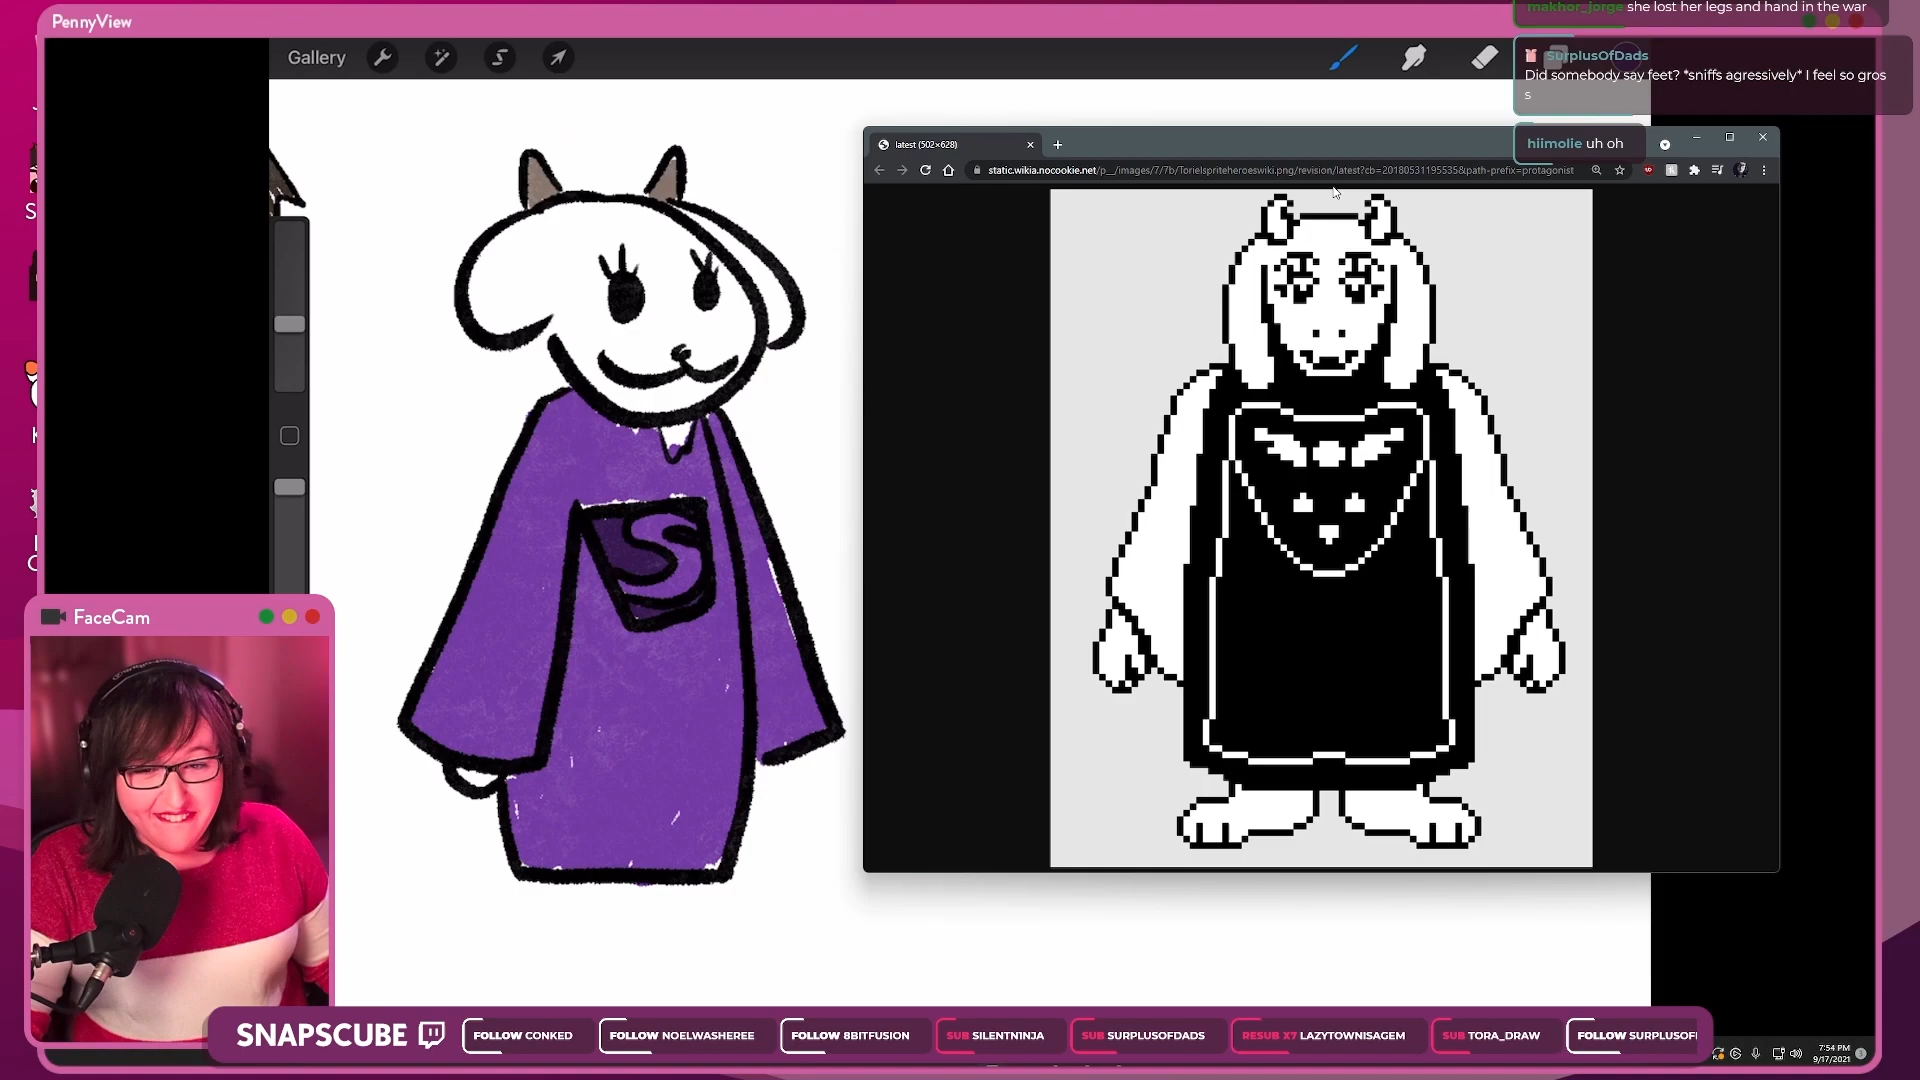 PennyView
makhor_jorge she lost her legs and hand in the war
Gallery
SurplusOfDads
Did somebody say feet? *sniffs agressively* I feel so gros
s
hiimolie uh oh
latest (502×628)
static.wikia.nocookie.net/p__/images/7/7b/Torielspriteheroeswiki.png/revision/latest?cb=20180531195535&path-prefix=protagonist
S
FaceCam
SNAPSCUBE
FOLLOW CONKED
FOLLOW NOELWASHEREE
FOLLOW 8BITFUSION
SUB SILENTNINJA
SUB SURPLUSOFDADS
RESUB X7 LAZYTOWNISAGEM
SUB TORA_DRAW
FOLLOW SURPLUSOF
7:54 PM
9/17/2021